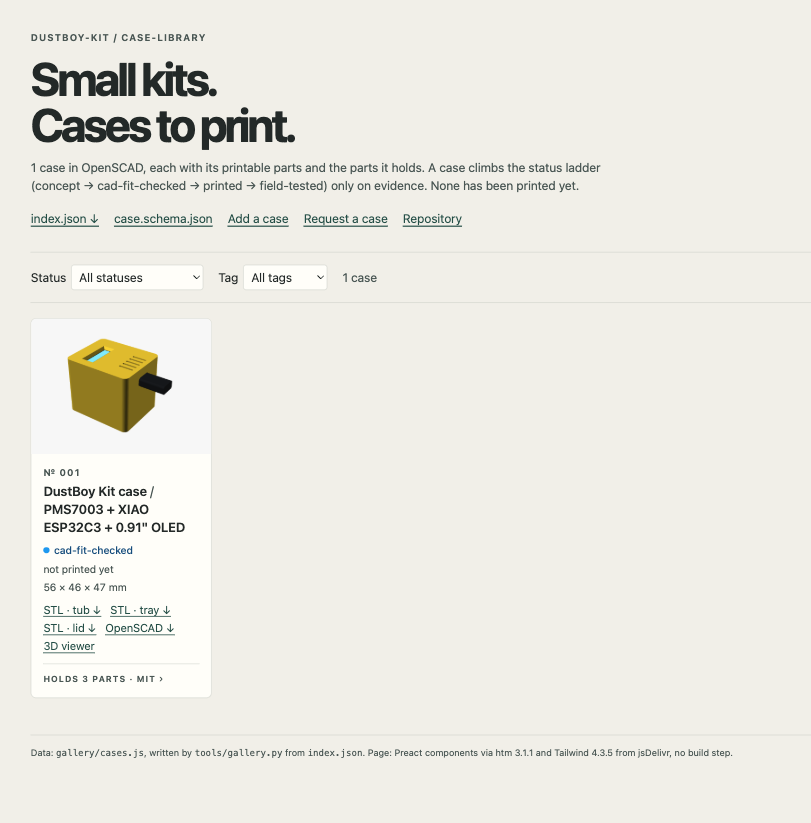 DUSTBOY-KIT / CASE-LIBRARY
Small kits.
Cases to print.
1 case in OpenSCAD, each with its printable parts and the parts it holds. A case climbs the status ladder
(concept → cad-fit-checked → printed → field-tested) only on evidence. None has been printed yet.
index.json ↓ case.schema.json Add a case Request a case Repository
Status All statuses Tag All tags 1 case
№ 001
DustBoy Kit case /
PMS7003 + XIAO
ESP32C3 + 0.91" OLED
cad-fit-checked
not printed yet
56 × 46 × 47 mm
STL · tub ↓ STL · tray ↓
STL · lid ↓ OpenSCAD ↓
3D viewer
HOLDS 3 PARTS · MIT ›
Data: gallery/cases.js, written by tools/gallery.py from index.json. Page: Preact components via htm 3.1.1 and Tailwind 4.3.5 from jsDelivr, no build step.